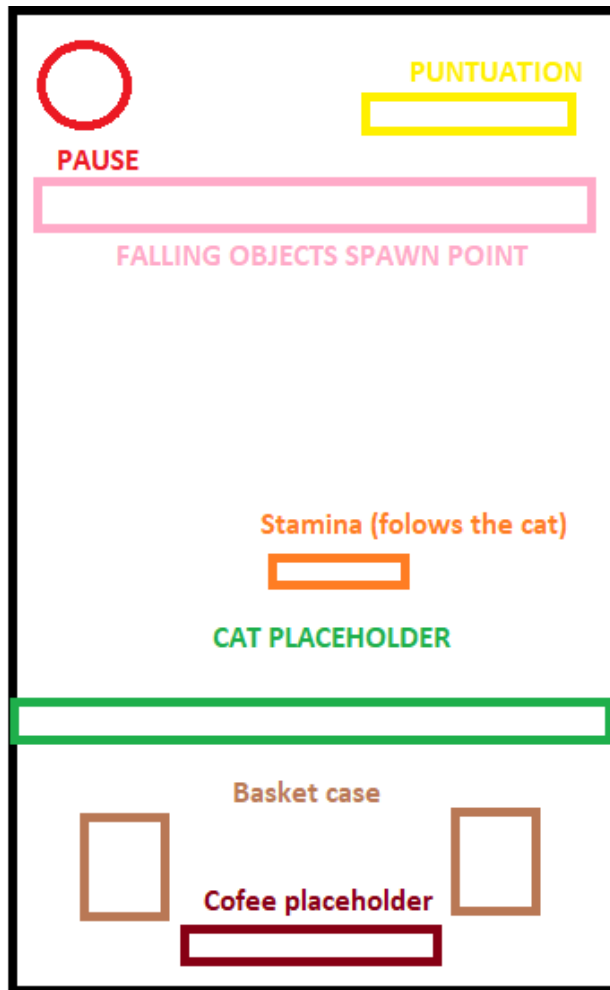 PUNTUATION
PAUSE
FALLING OBJECTS SPAWN POINT
Stamina (folows the cat)
CAT PLACEHOLDER
Basket case
Cofee placeholder